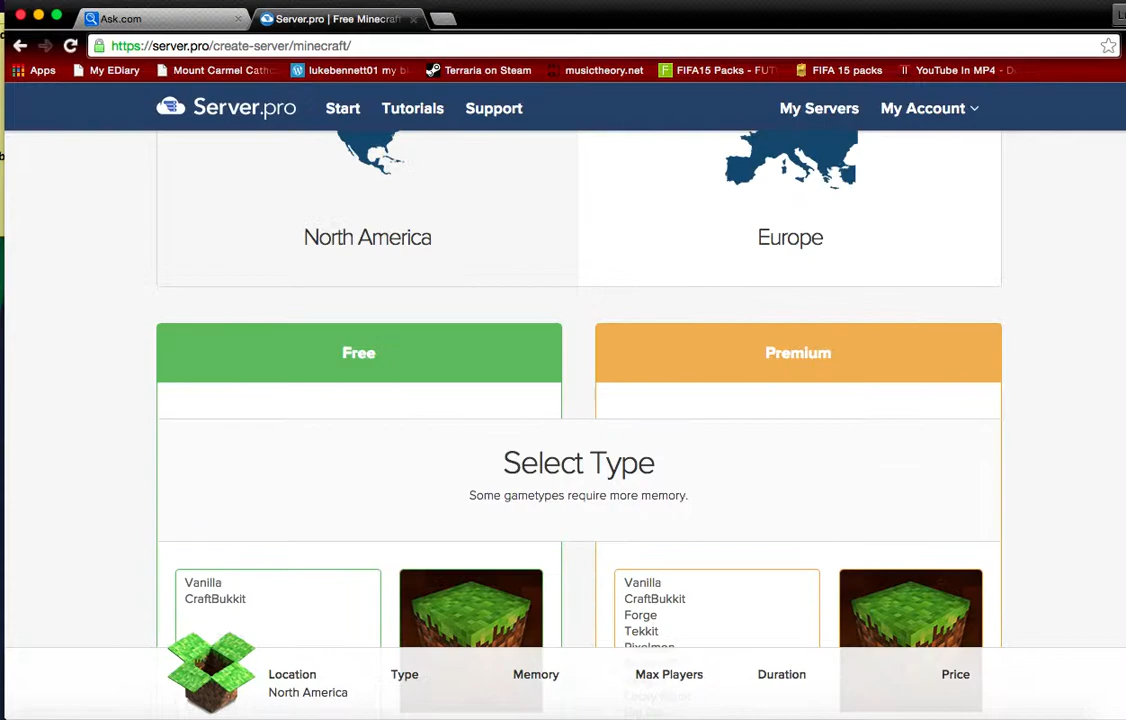 Ask.com
Server.pro | Free Minecraft
https://server.pro/create-server/minecraft/
Apps My EDiary Mount Carmel Cath lukebennett01 my bl Terraria on Steam musictheory.net FIFA15 Packs - FUT FIFA 15 packs YouTube In MP4 -
Server.pro Start Tutorials Support My Servers My Account
North America Europe
Free Premium
Select Type
Some gametypes require more memory.
Vanilla
CraftBukkit
Vanilla
CraftBukkit
Forge
Tekkit
Pixelmon
Location Type Memory Max Players Duration Price
North America